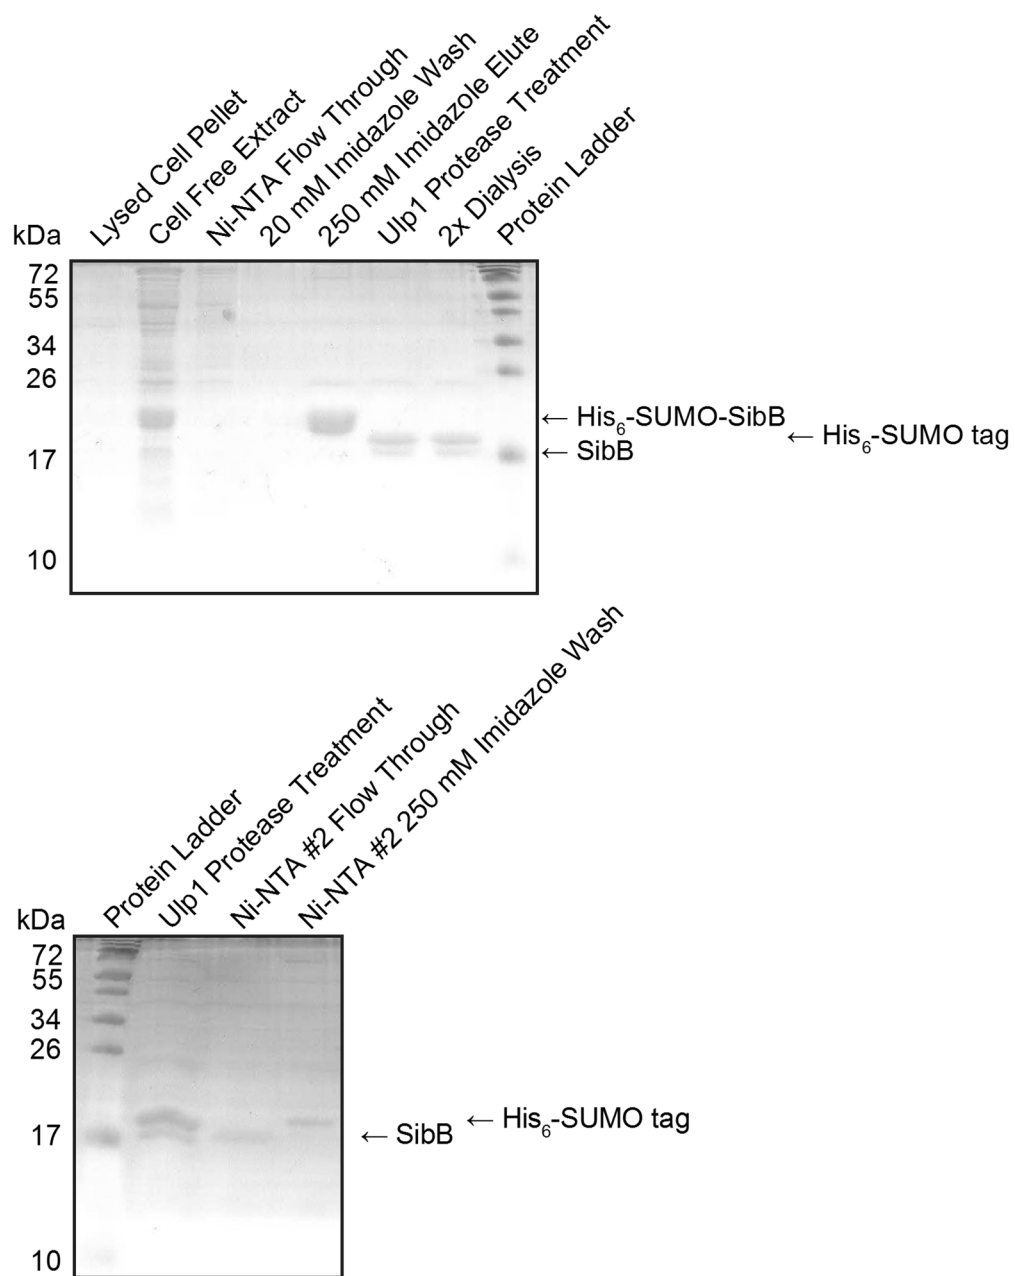 Lysed Cell Pellet
Cell Free Extract
Ni-NTA Flow Through
20 mM Imidazole Wash
250 mM Imidazole Elute
Ulp1 Protease Treatment
2x Dialysis
Protein Ladder
kDa
72
55
34
26
← His6-SUMO-SibB
← His6-SUMO tag
← SibB
17
10
Protein Ladder
Ulp1 Protease Treatment
Ni-NTA #2 Flow Through
Ni-NTA #2 250 mM Imidazole Wash
kDa
72
55
34
26
← His6-SUMO tag
17
← SibB
10